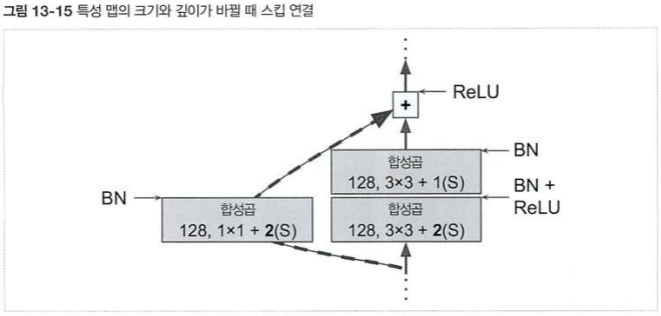 그림 13-15 특성 맵의 크기와 깊이가 바뀔 때 스킵 연결
ReLU
+
BN
합성곱
128, 3×3 + 1(S)
BN +
ReLU
BN
합성곱
128, 1×1 + 2(S)
합성곱
128, 3×3 + 2(S)